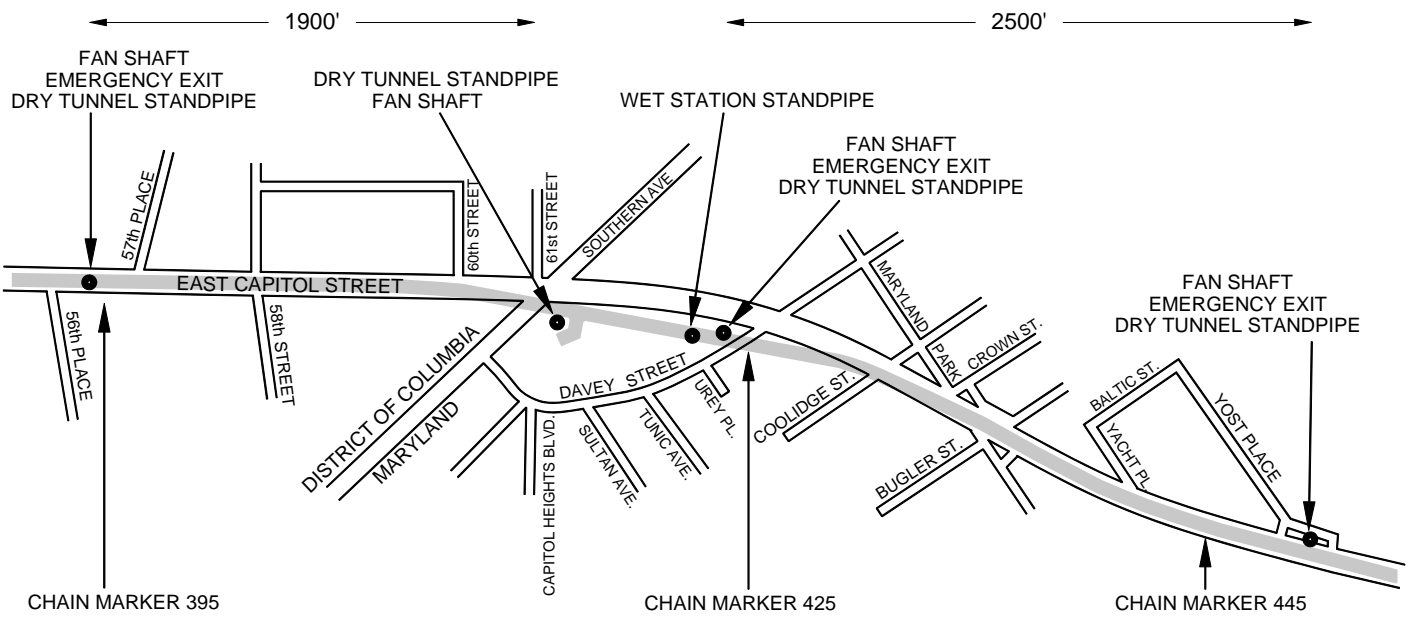 1900'
2500'
FAN SHAFT
EMERGENCY EXIT
DRY TUNNEL STANDPIPE
DRY TUNNEL STANDPIPE
FAN SHAFT
WET STATION STANDPIPE
FAN SHAFT
EMERGENCY EXIT
DRY TUNNEL STANDPIPE
FAN SHAFT
EMERGENCY EXIT
DRY TUNNEL STANDPIPE
57th PLACE
60th STREET
61st STREET
SOUTHERN AVE
EAST CAPITOL STREET
56th PLACE
58th STREET
DISTRICT OF COLUMBIA
MARYLAND
DAVEY STREET
CAPITOL HEIGHTS BLVD.
SULTAN AVE.
TUNIC AVE.
UREY PL.
MARYLAND
PARK
CROWN ST.
COOLIDGE ST.
BUGLER ST.
BALTIC ST.
YACHT PL.
YOST PLACE
CHAIN MARKER 395
CHAIN MARKER 425
CHAIN MARKER 445